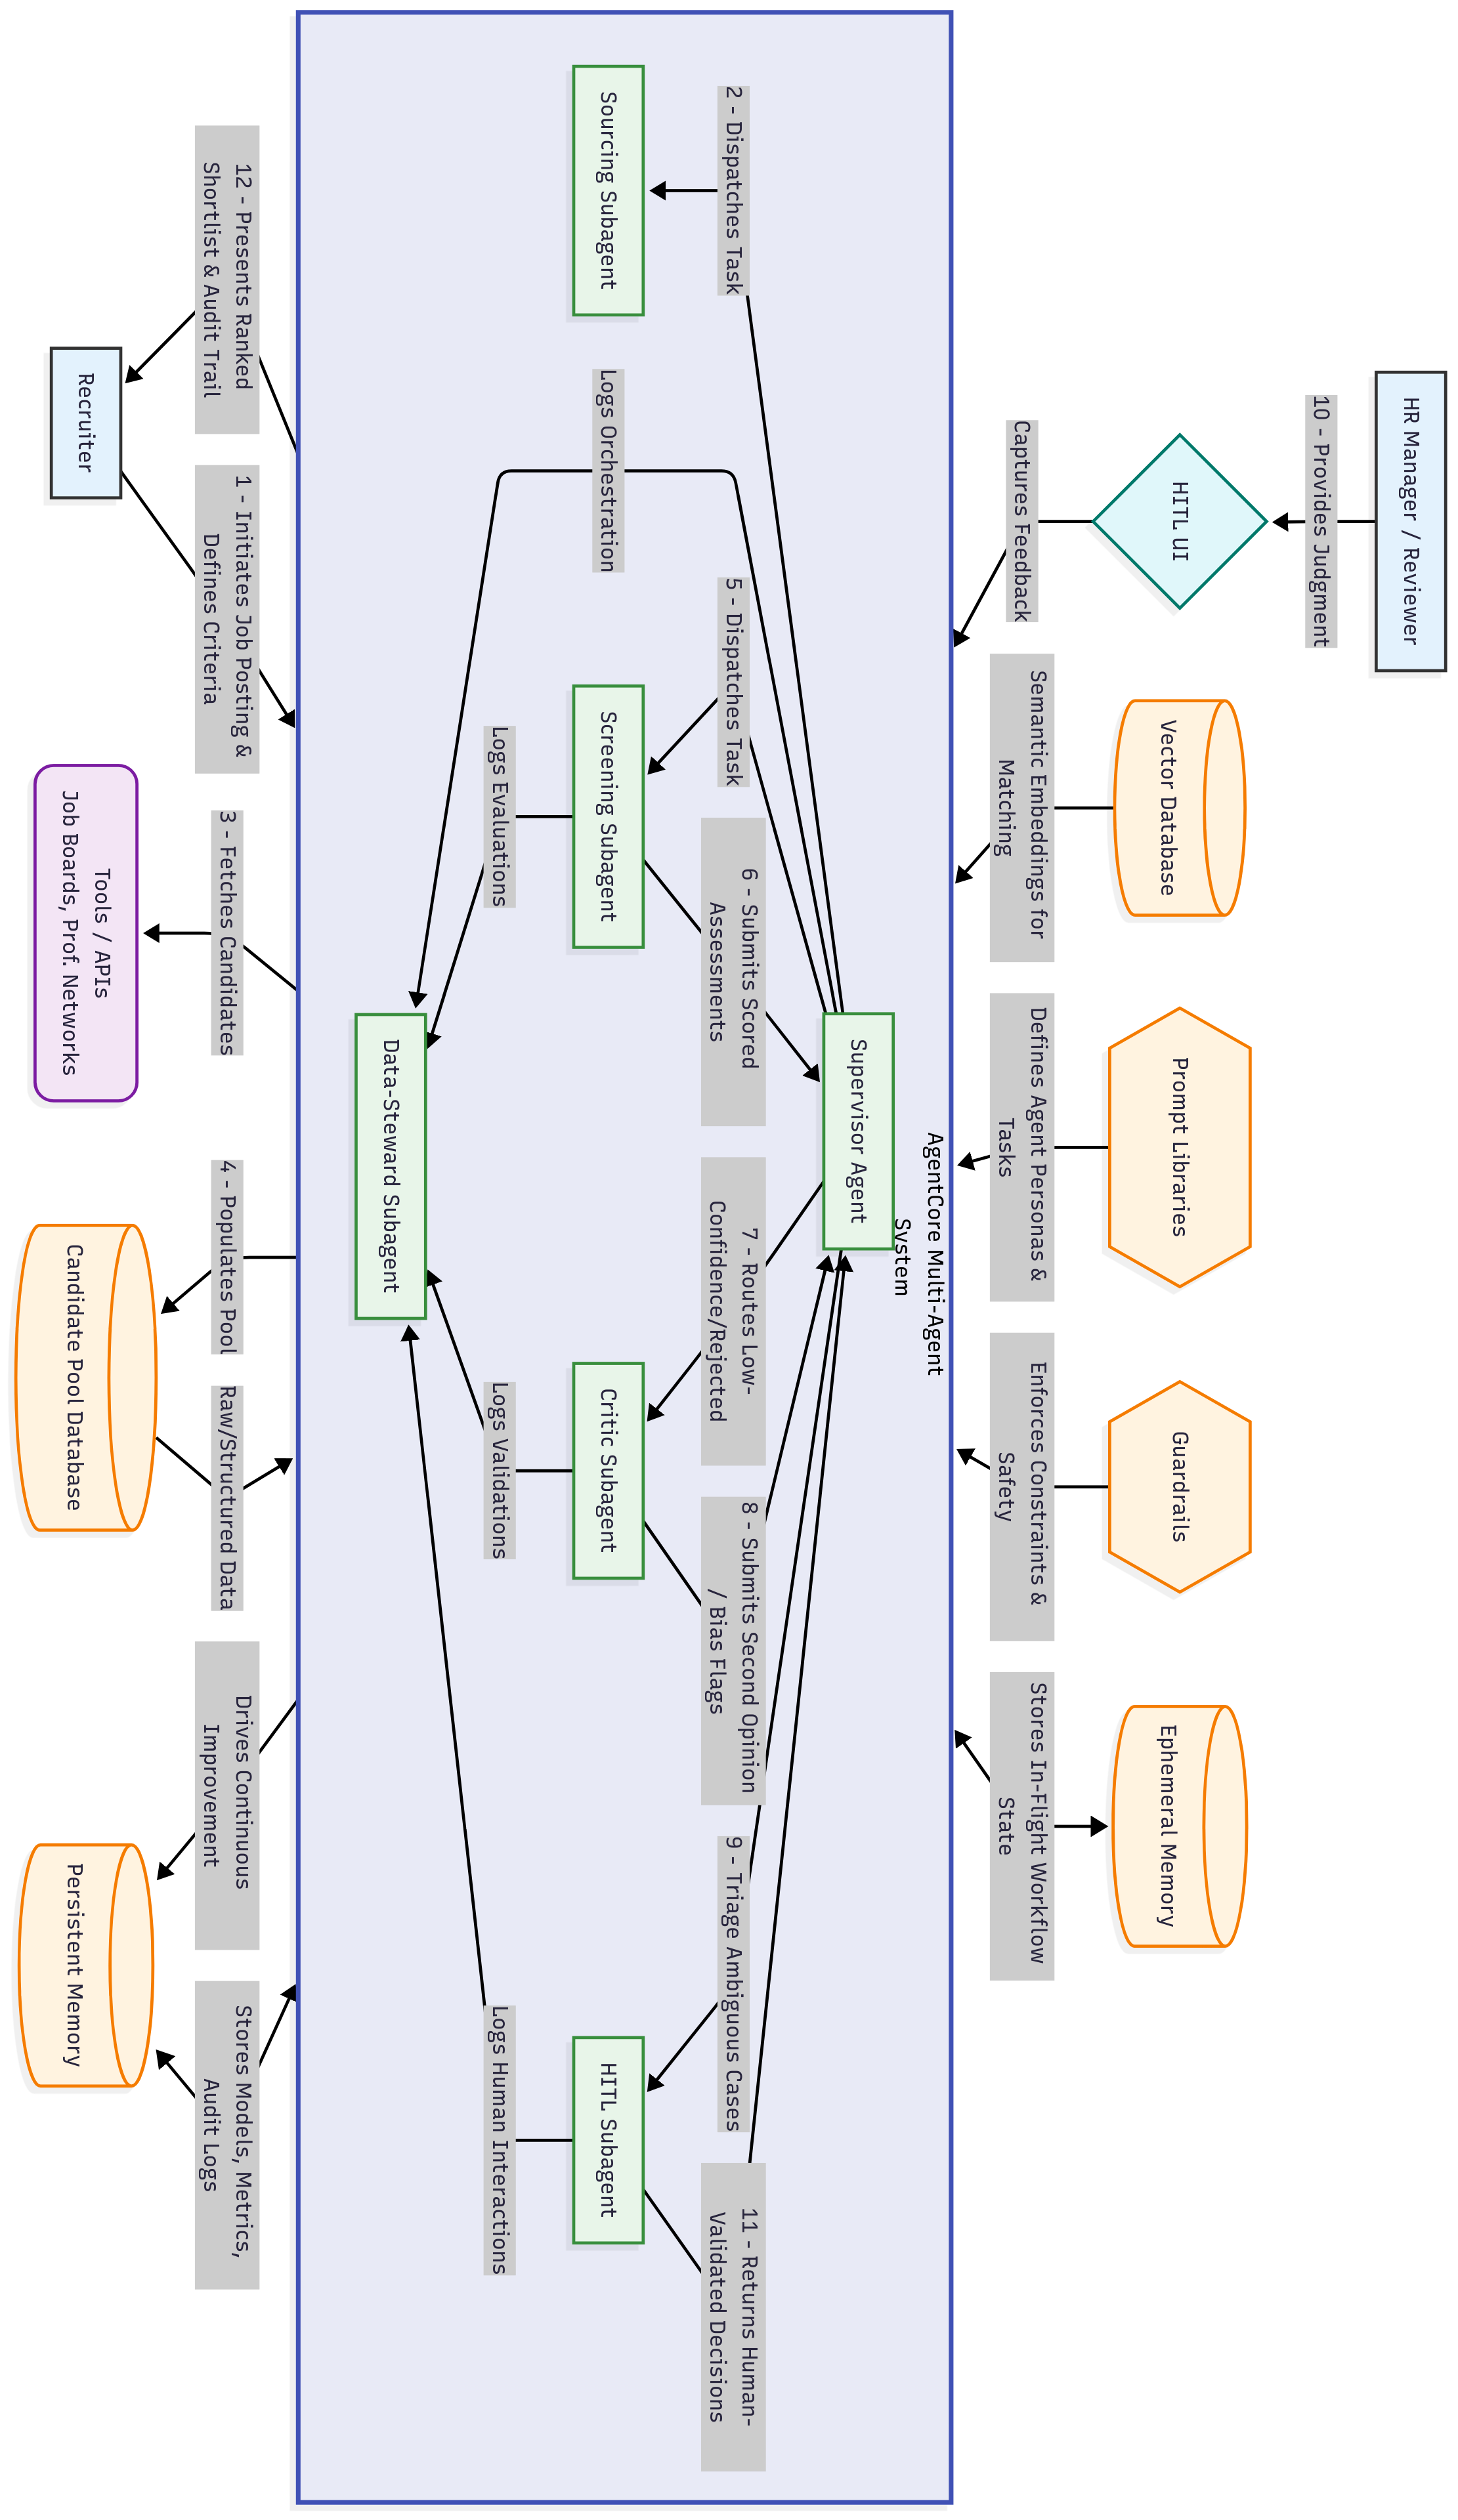 HR Manager / Reviewer
10 - Provides Judgment
HITL UI
Vector Database
Prompt Libraries
Guardrails
Ephemeral Memory
Captures Feedback
Semantic Embeddings for
Matching
Defines Agent Personas &
Tasks
Enforces Constraints &
Safety
Stores In-Flight Workflow
State
AgentCore Multi-Agent
System
Supervisor Agent
2 - Dispatches Task
5 - Dispatches Task
6 - Submits Scored
Assessments
7 - Routes Low-
Confidence/Rejected
8 - Submits Second Opinion
/ Bias Flags
9 - Triage Ambiguous Cases
11 - Returns Human-
Validated Decisions
Sourcing Subagent
Logs Orchestration
Screening Subagent
Critic Subagent
HITL Subagent
Logs Evaluations
Logs Validations
Logs Human Interactions
Data-Steward Subagent
12 - Presents Ranked
Shortlist & Audit Trail
1 - Initiates Job Posting &
Defines Criteria
3 - Fetches Candidates
4 - Populates Pool
Raw/Structured Data
Drives Continuous
Improvement
Stores Models, Metrics,
Audit Logs
Recruiter
Tools / APIs
Job Boards, Prof. Networks
Candidate Pool Database
Persistent Memory